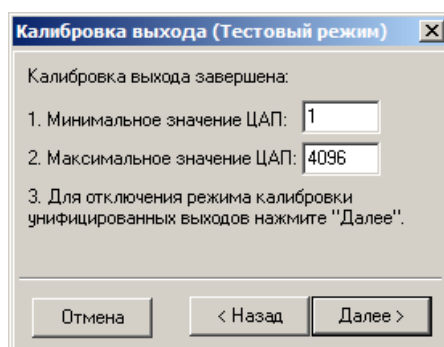 Калибровка выхода (Тестовый режим)
Калибровка выхода завершена:
1. Минимальное значение ЦАП: 1
2. Максимальное значение ЦАП: 4096
3. Для отключения режима калибровки
унифицированных выходов нажмите "Далее".
Отмена < Назад Далее >